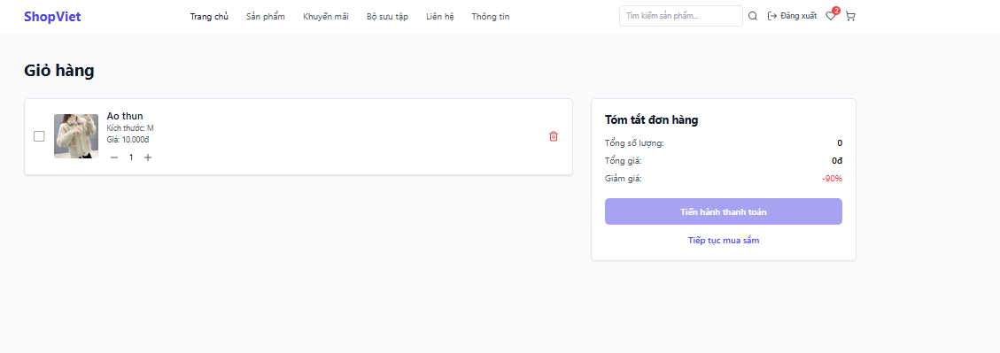 ShopViet Trang chủ Sản phẩm Khuyến mãi Bộ sưu tập Liên hệ Thông tin Tìm kiếm sản phẩm... Đăng xuất 2
Giỏ hàng
Ao thun
Kích thước: M
Giá: 10.000đ
1
Tóm tắt đơn hàng
Tổng số lượng: 0
Tổng giá: 0đ
Giảm giá: -90%
Tiến hành thanh toán
Tiếp tục mua sắm